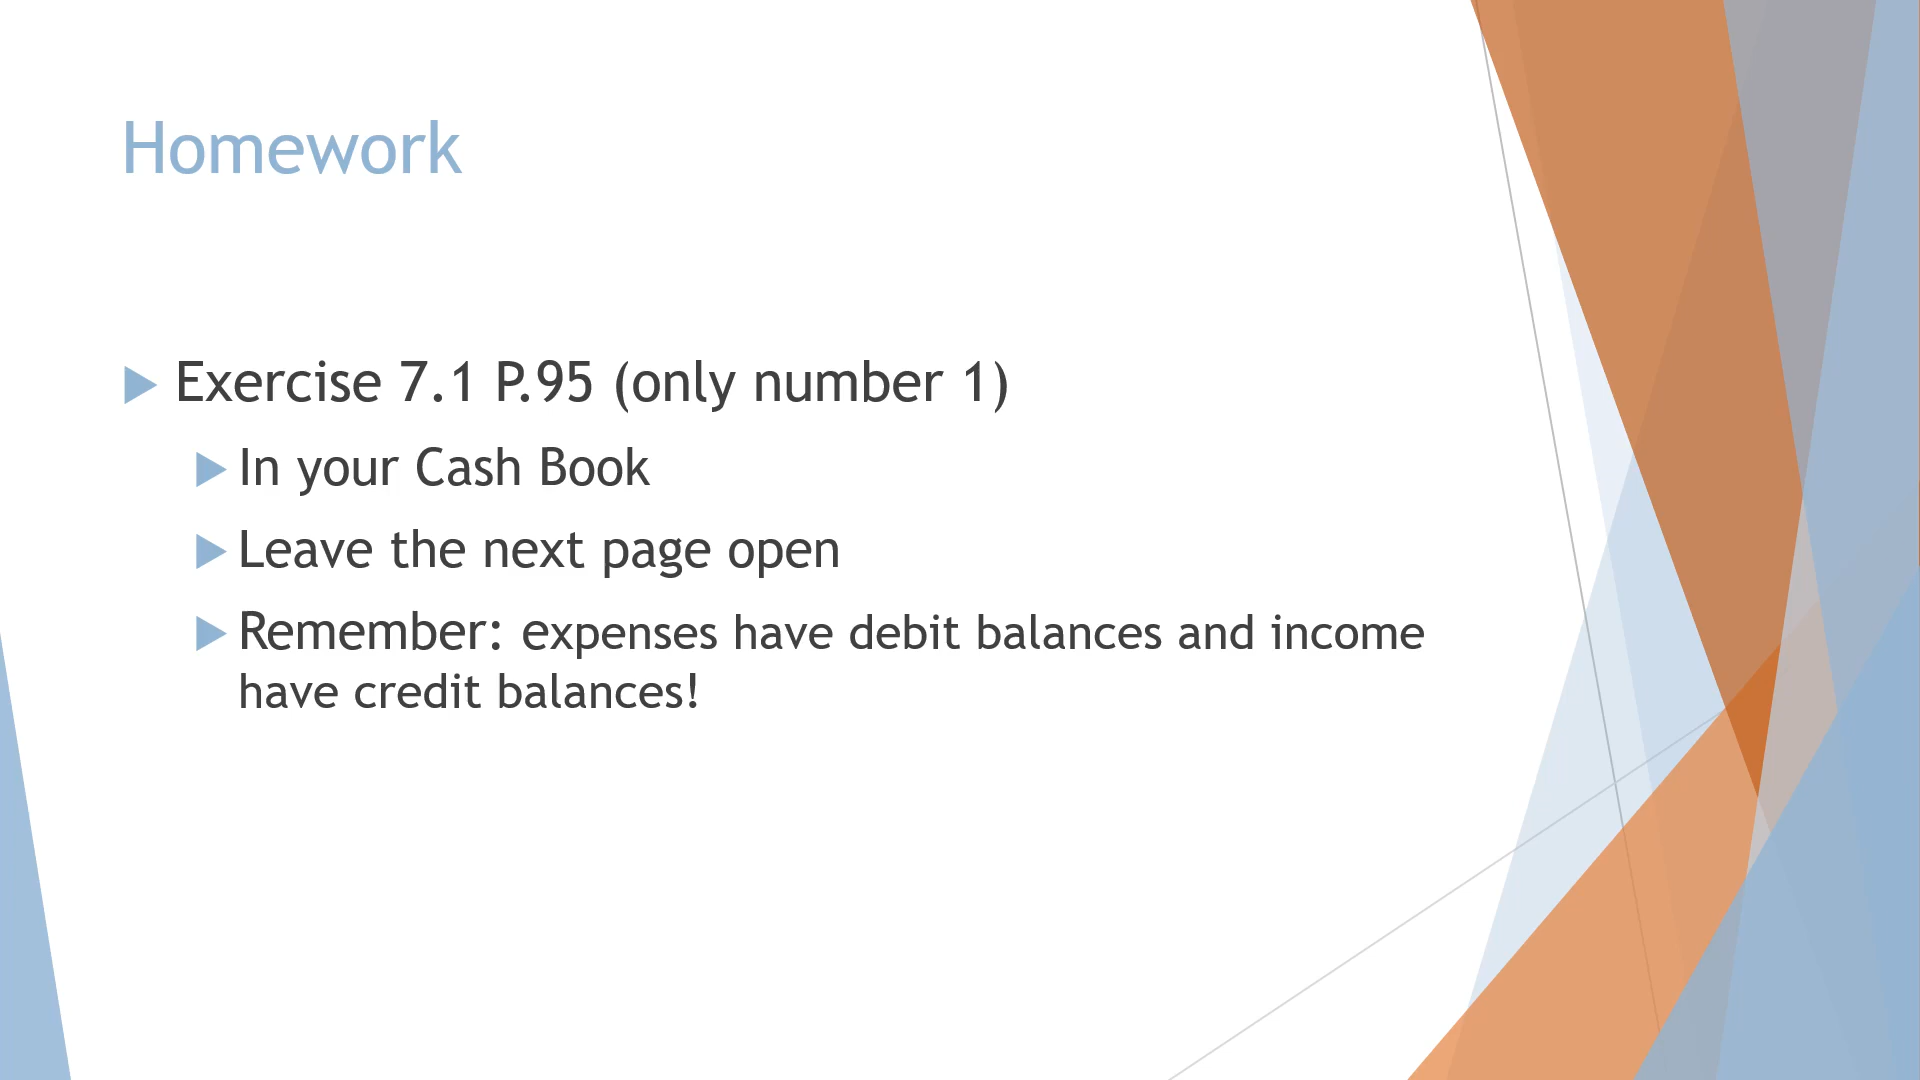 Homework
Exercise 7.1 P.95 (only number 1)
In your Cash Book
Leave the next page open
Remember: expenses have debit balances and income
have credit balances!